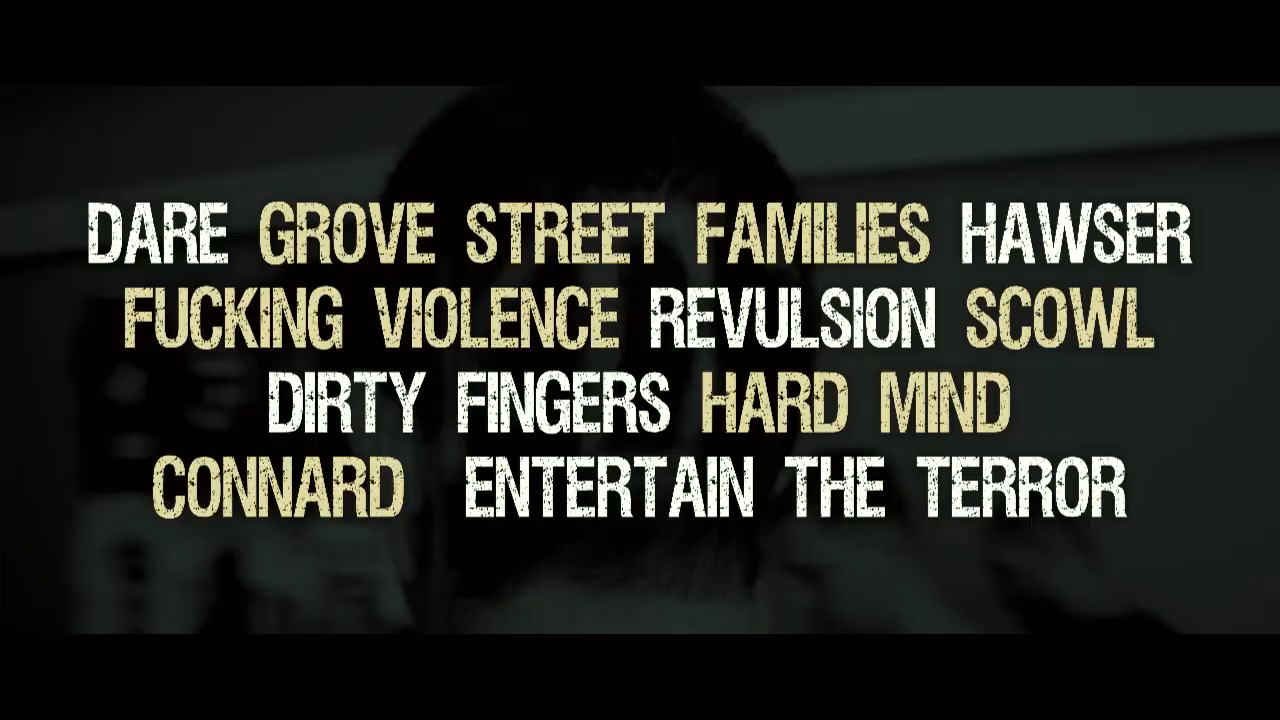 DARE GROVE STREET FAMILIES HAWSER
FUCKING VIOLENCE REVULSION SCOWL
DIRTY FINGERS HARD MIND
CONNARD ENTERTAIN THE TERROR